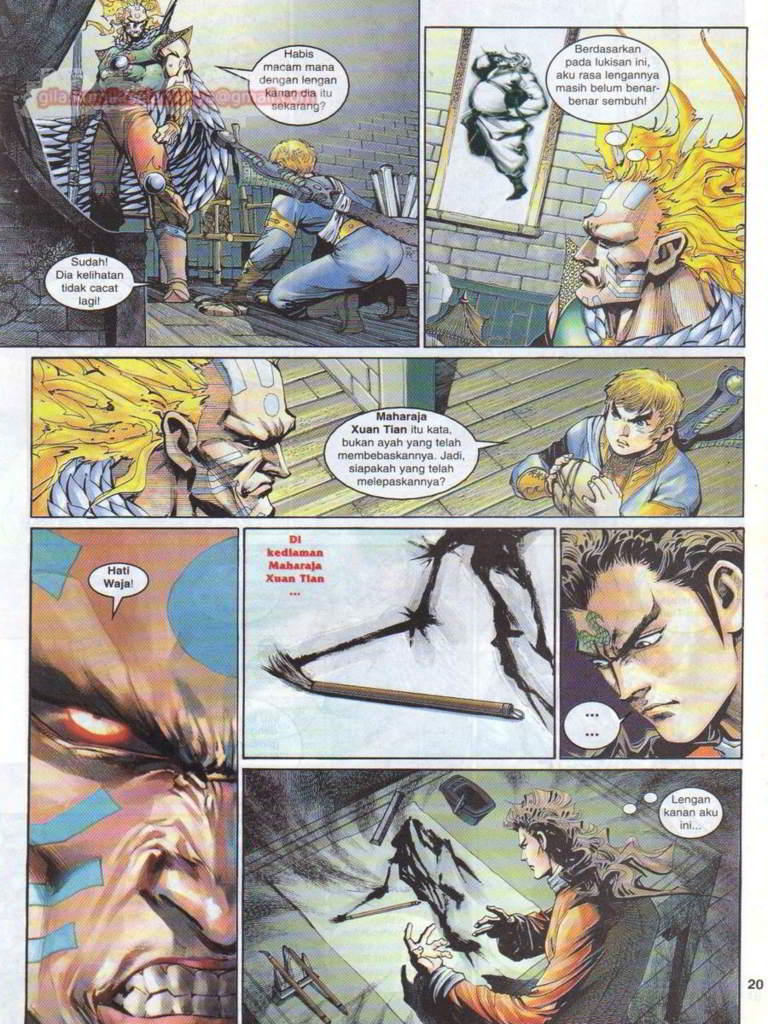 Habis
macam mana
dengan lengan
kanan dia itu
sekarang?
Sudah!
Dia kelihatan
tidak cacat
lagi!
Berdasarkan
pada lukisan ini,
aku rasa lengannya
masih belum benar-
benar sembuh!
Maharaja
Xuan Tian itu kata,
bukan ayah yang telah
membebaskannya. Jadi,
siapakah yang telah
melepaskannya?
Hati
Waja!
Di
kediaman
Maharaja
Xuan Tian
...
...
...
Lengan
kanan aku
ini...
20